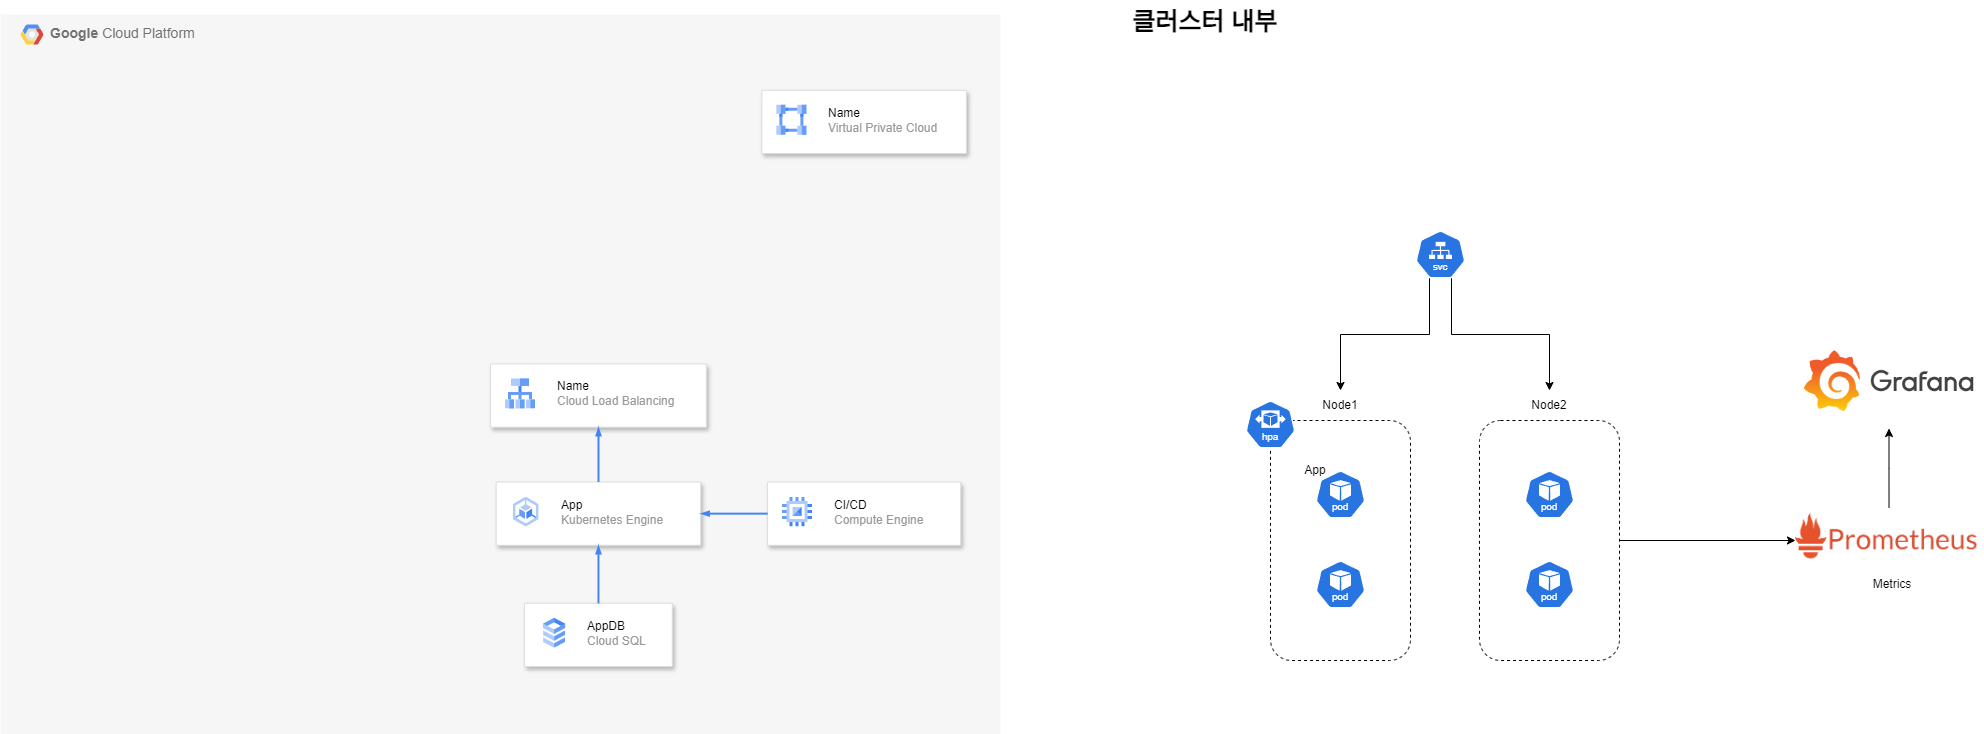 Google Cloud Platform
Name
Virtual Private Cloud
Name
Cloud Load Balancing
App
Kubernetes Engine
CI/CD
Compute Engine
AppDB
Cloud SQL
클러스터 내부
svc
Node1
Node2
hpa
App
pod
pod
pod
pod
Grafana
Prometheus
Metrics